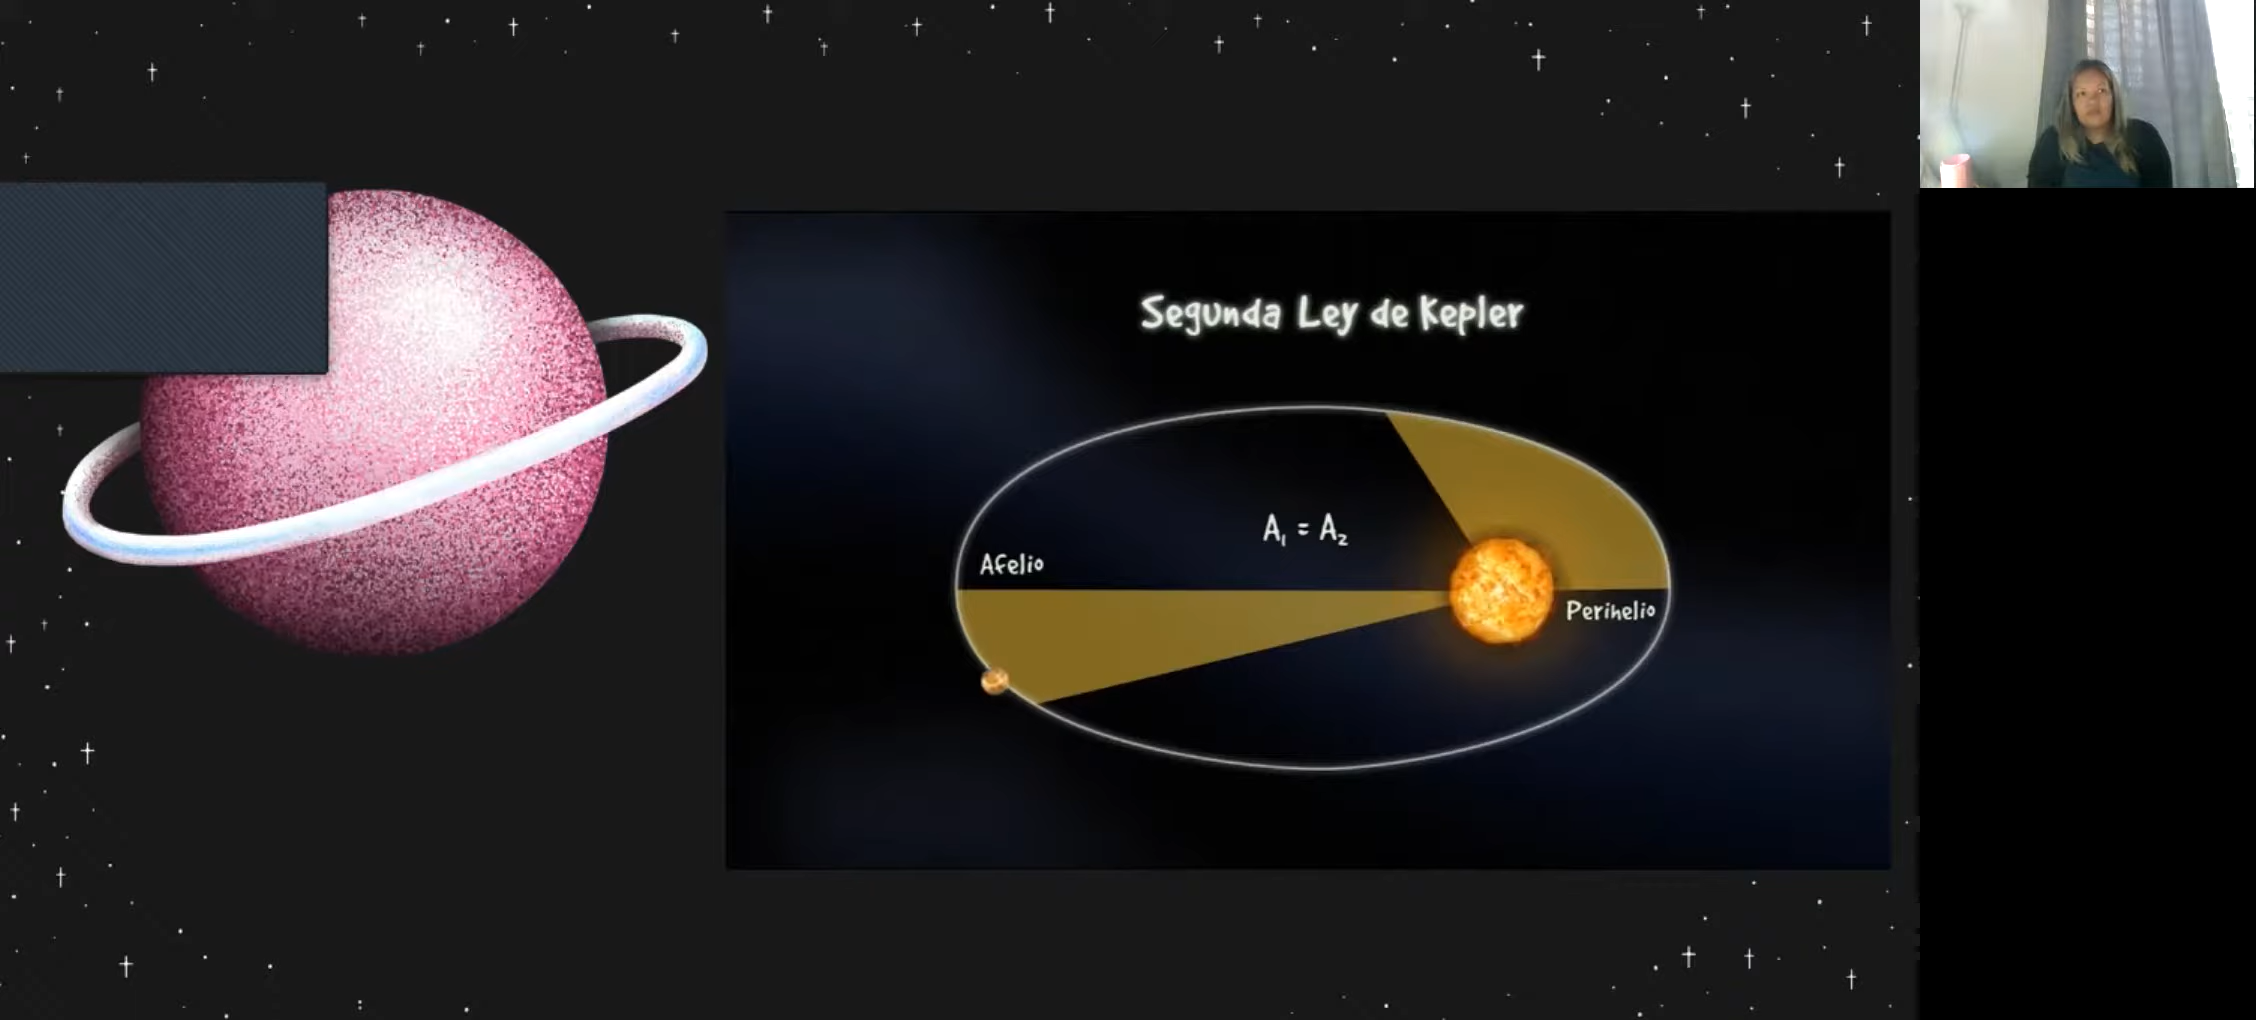 Segunda Ley de Kepler
A₁ = A₂
Afelio
Perihelio